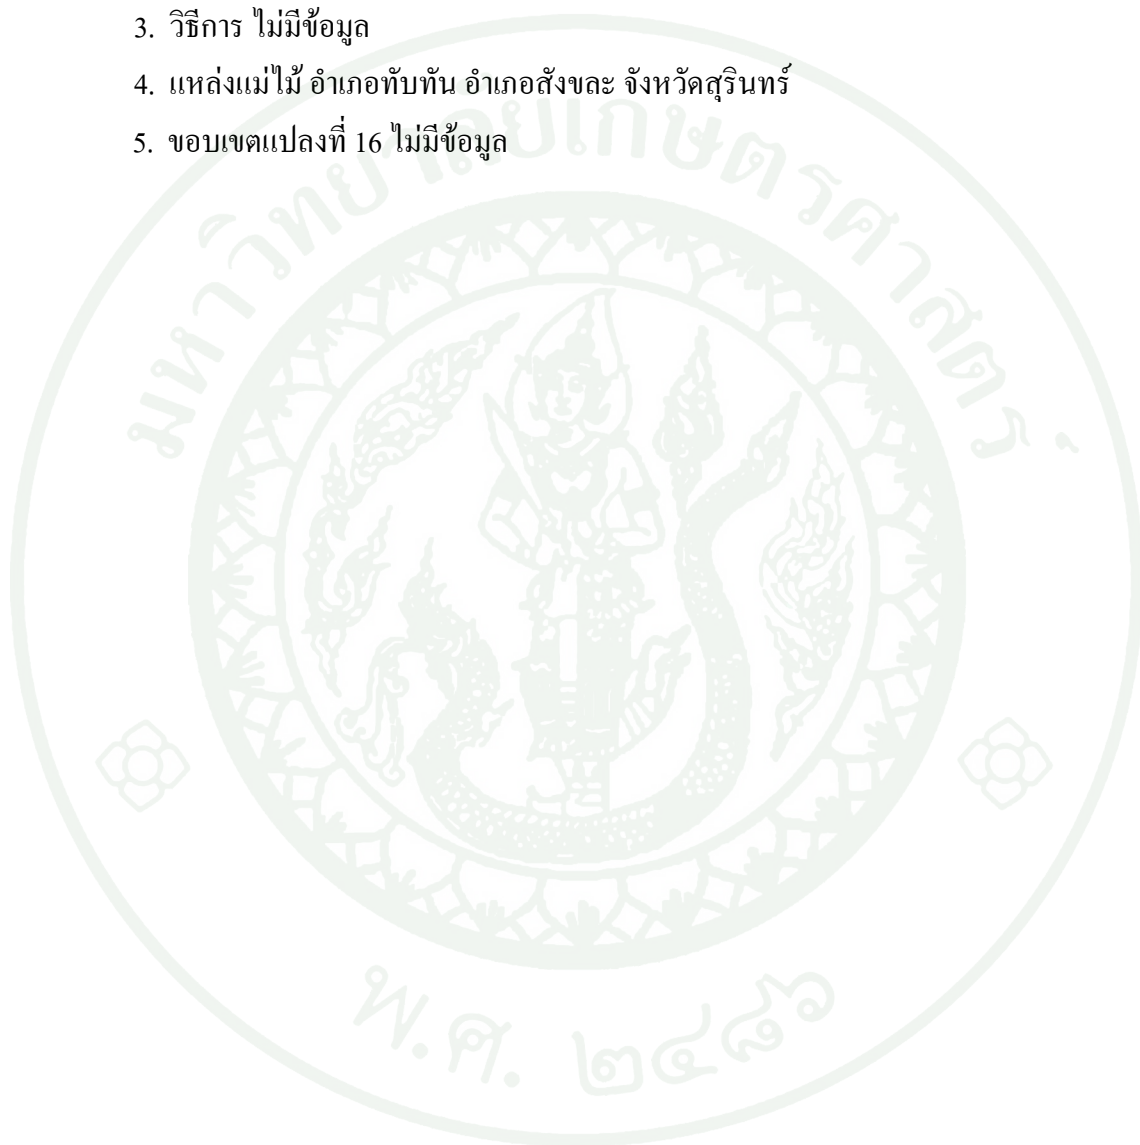 3. วิธีการ ไม่มีข้อมูล
4. แหล่งแม่ไม้ อำเภอทับทัน อำเภอสังขละ จังหวัดสุรินทร์
5. ขอบเขตแปลงที่ 16 ไม่มีข้อมูล
มหาวิทยาลัยเกษตรศาสตร์
พ.ศ. ๒๔๘๖